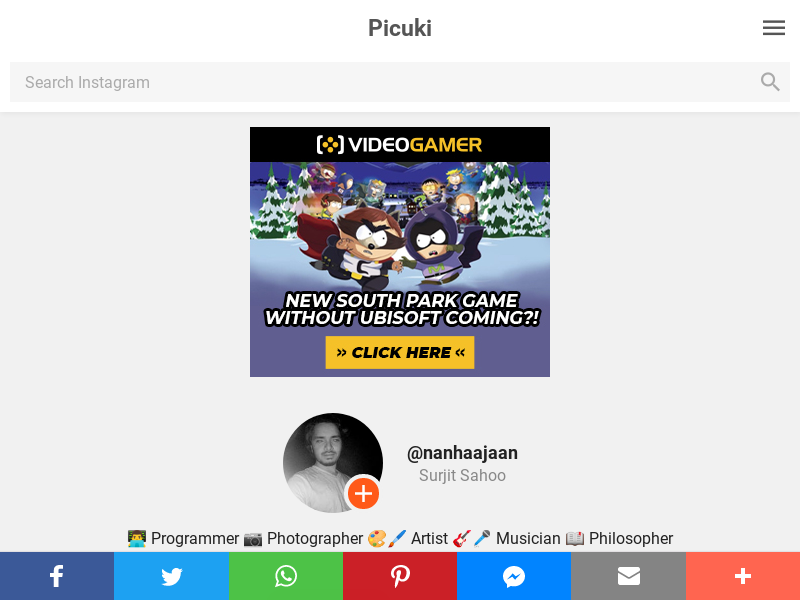 Picuki
Search Instagram
VIDEOGAMER
NEW SOUTH PARK GAME
WITHOUT UBISOFT COMING?!
» CLICK HERE «
@nanhaajaan
Surjit Sahoo
👨‍💻 Programmer 📷 Photographer 🎨🖌️ Artist 🎸🎤 Musician 📖 Philosopher